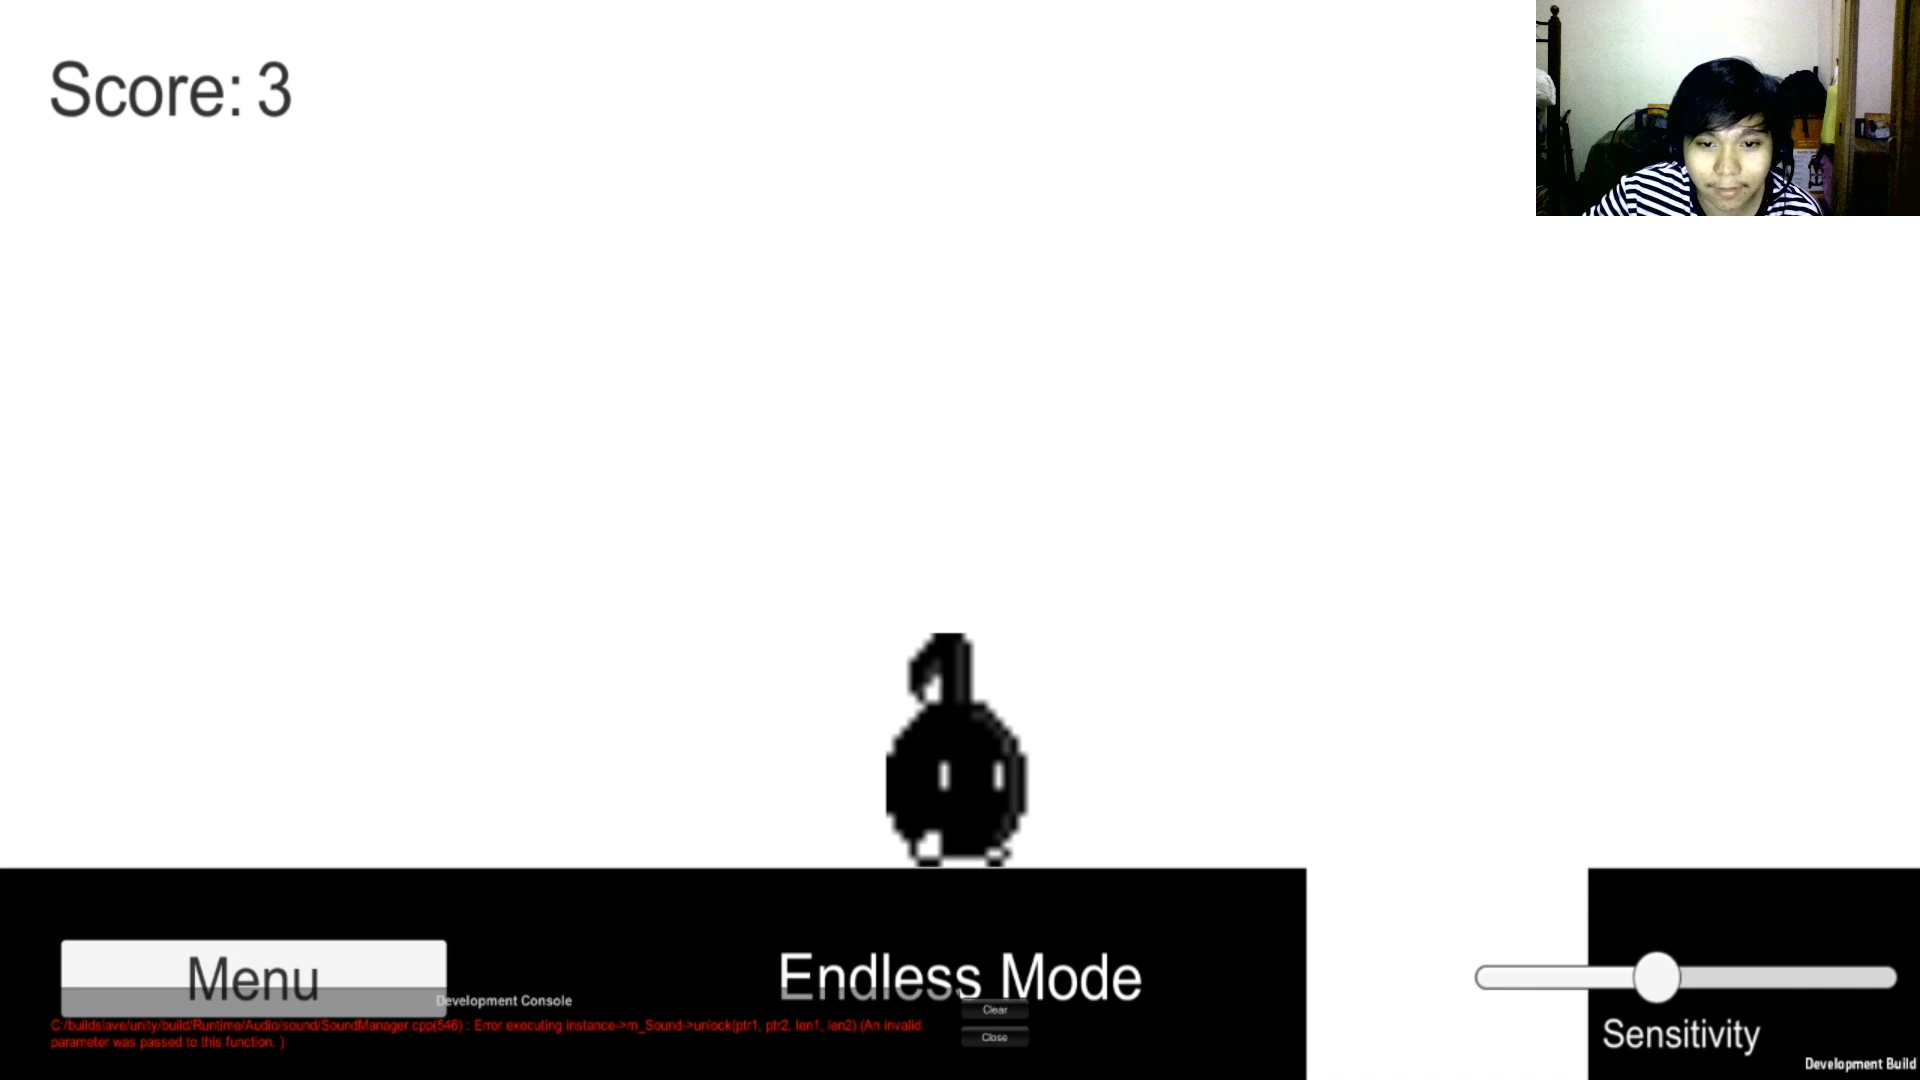 Score: 3
Menu
Endless Mode
Development Console
C:/buildslave/unity/build/Runtime/Audio/sound/SoundManager.cpp(546) : Error executing instance->m_Sound->unlock(ptr1, ptr2, len1, len2) (An invalid
parameter was passed to this function. )
Clear
Close
Sensitivity
Development Build